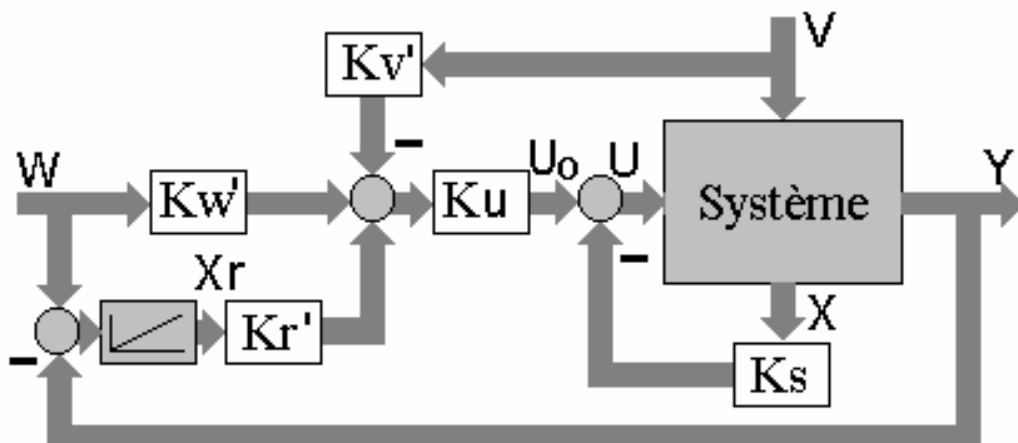 V
Kv'
-
W
Kw'
Ku
Uo
U
Système
Y
-
Xr
Kr'
-
X
Ks